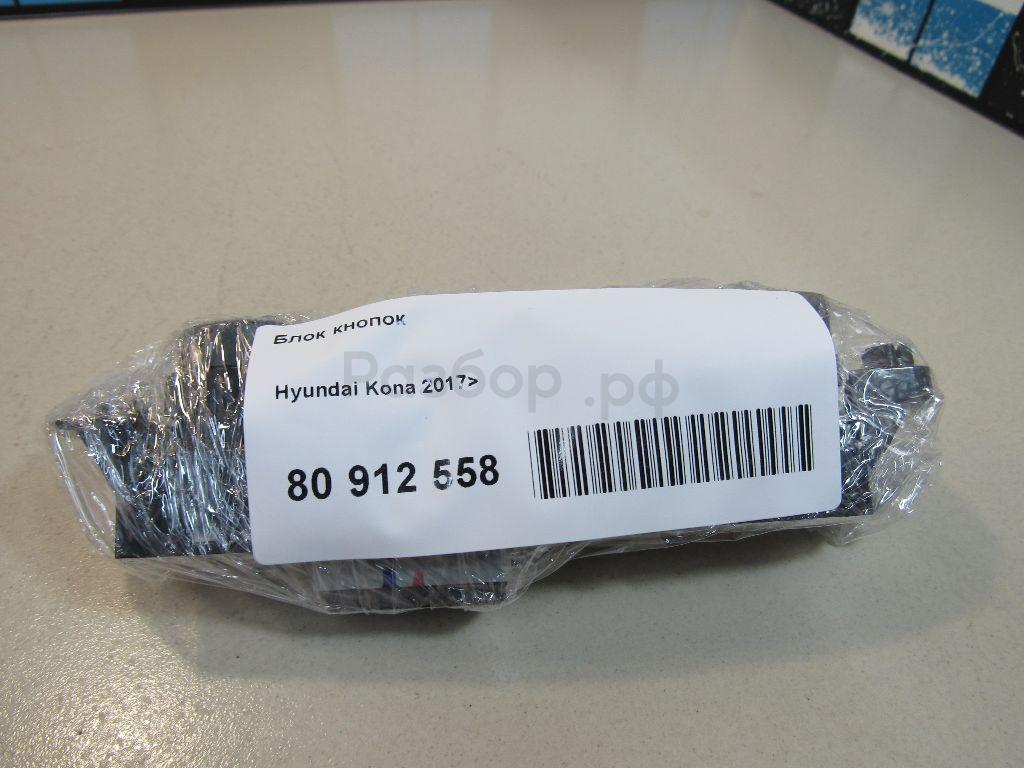 Блок кнопок
Разбор.рф
Hyundai Kona 2017>
80 912 558